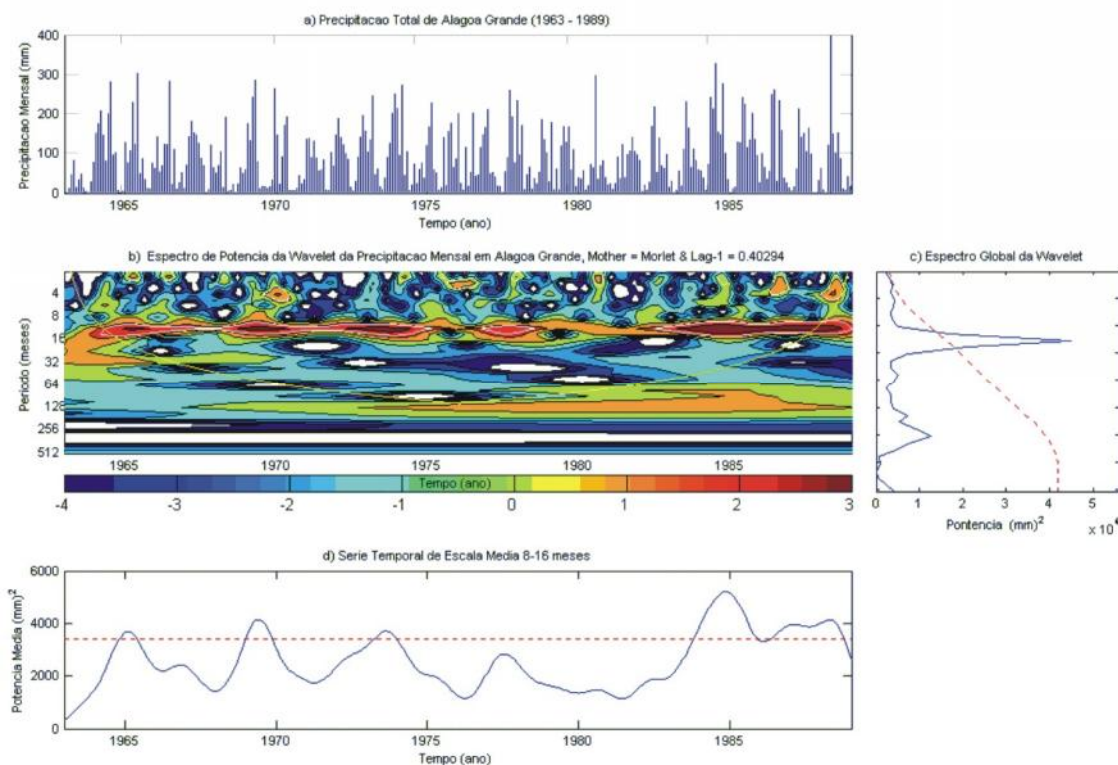 a) Precipitacao Total de Alagoa Grande (1963 - 1989)
Precipitacao Mensal (mm)
400
300
200
100
0
1965 1970 1975 1980 1985
Tempo (ano)
b) Espectro de Potencia da Wavelet da Precipitacao Mensal em Alagoa Grande, Mother = Morlet & Lag-1 = 0.40294
Período (meses)
4
8
16
32
64
128
256
512
1965 1970 1975 1980 1985
Tempo (ano)
-4 -3 -2 -1 0 1 2 3
c) Espectro Global da Wavelet
0 1 2 3 4 5
Pontencia (mm)2
x 10
d) Serie Temporal de Escala Media 8-16 meses
Potencia Media (mm)2
6000
4000
2000
0
1965 1970 1975 1980 1985
Tempo (ano)